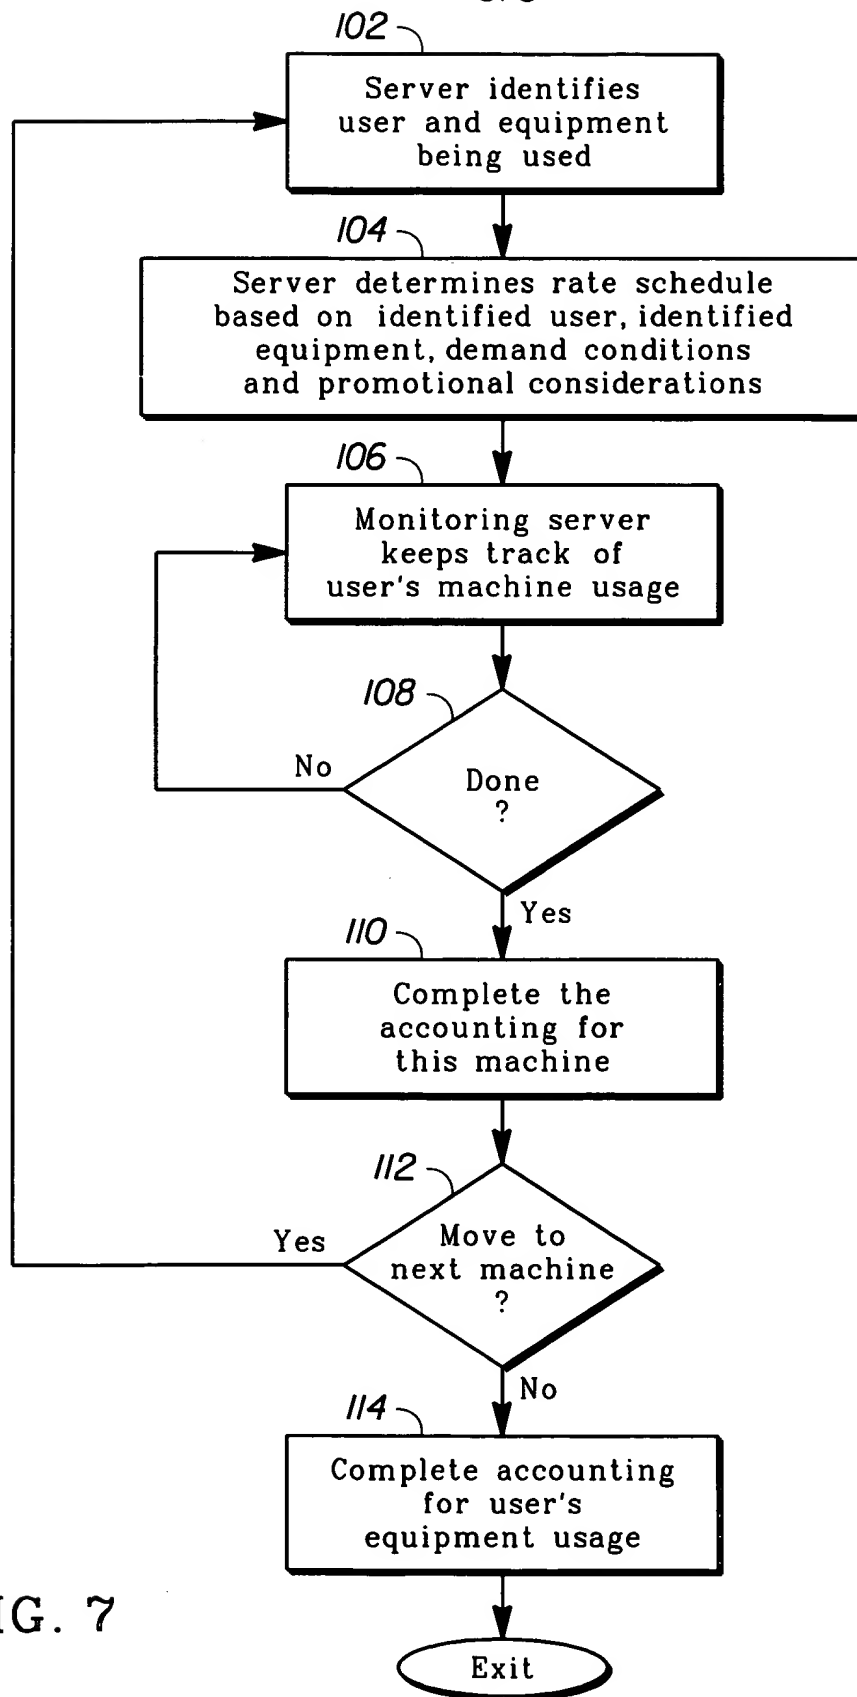 102
Server identifies
user and equipment
being used
104
Server determines rate schedule
based on identified user, identified
equipment, demand conditions
and promotional considerations
106
Monitoring server
keeps track of
user's machine usage
108
No
Done
?
Yes
110
Complete the
accounting for
this machine
112
Yes
Move to
next machine
?
No
114
Complete accounting
for user's
equipment usage
IG. 7
Exit